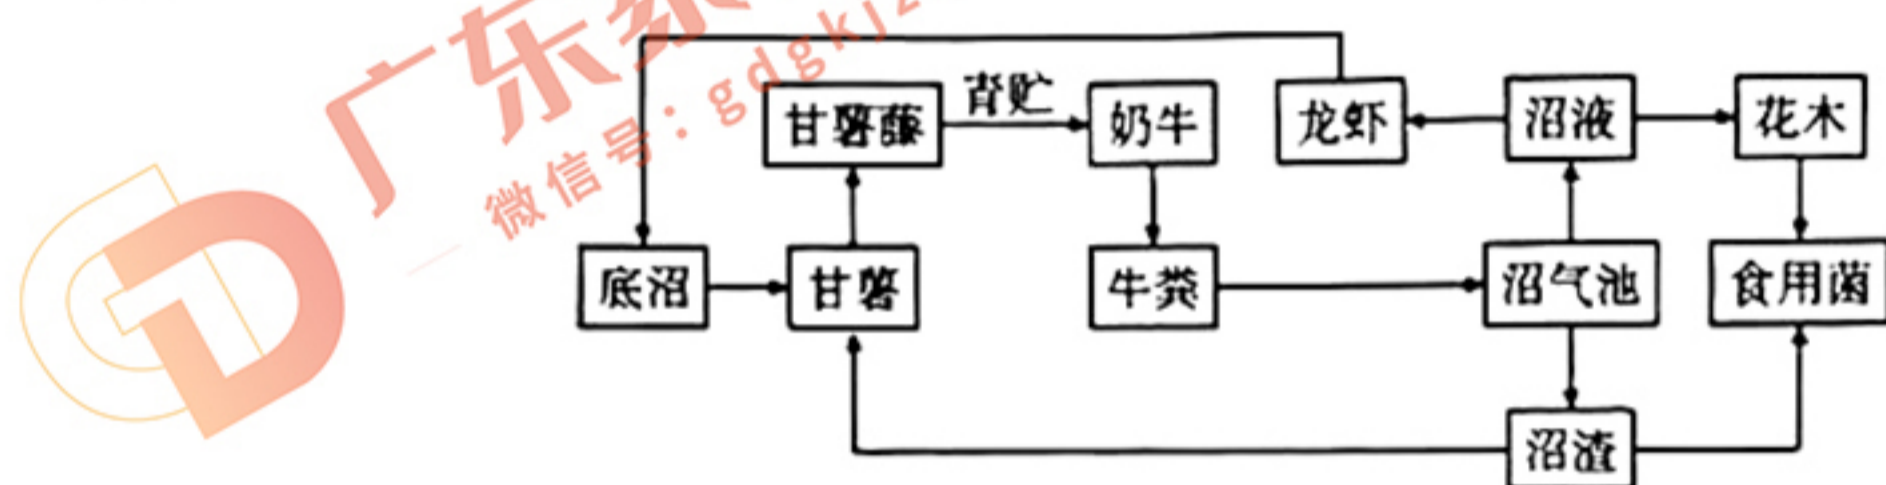 广东
微信号：gdgkjz
甘薯藤
青贮
奶牛
龙虾
沼液
花木
底沼
甘薯
牛粪
沼气池
食用菌
沼渣